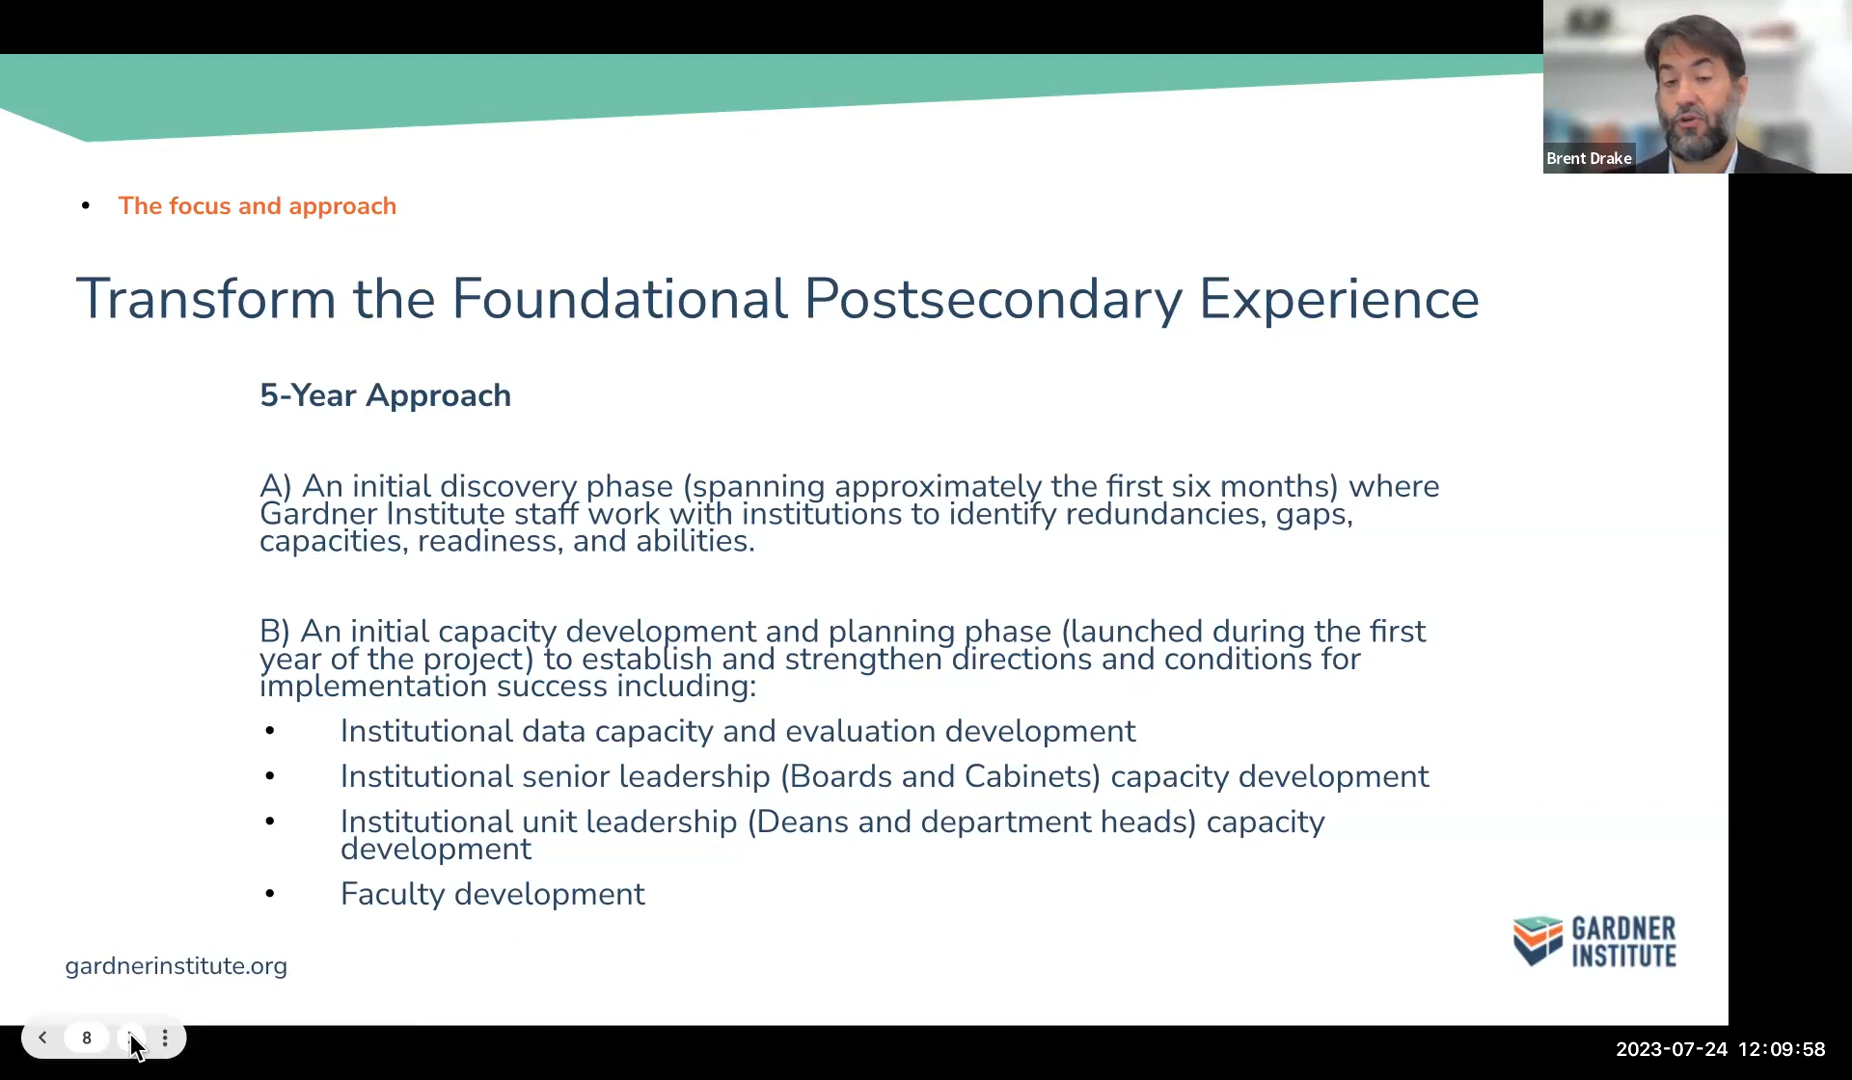 Brent Drake
• The focus and approach
Transform the Foundational Postsecondary Experience
5-Year Approach
A) An initial discovery phase (spanning approximately the first six months) where
Gardner Institute staff work with institutions to identify redundancies, gaps,
capacities, readiness, and abilities.
B) An initial capacity development and planning phase (launched during the first
year of the project) to establish and strengthen directions and conditions for
implementation success including:
• Institutional data capacity and evaluation development
• Institutional senior leadership (Boards and Cabinets) capacity development
• Institutional unit leadership (Deans and department heads) capacity
development
• Faculty development
GARDNER
INSTITUTE
gardnerinstitute.org
8
2023-07-24 12:09:58